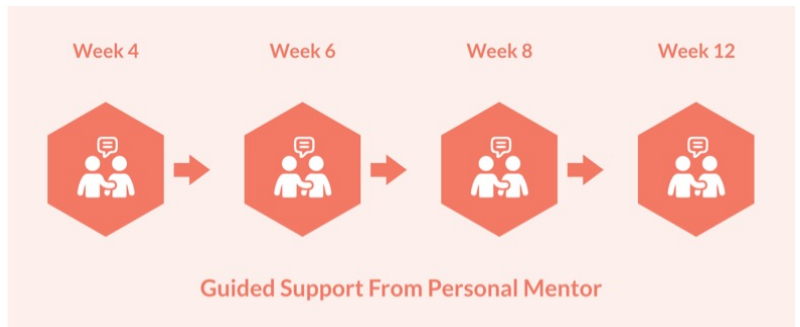 Week 4
Week 6
Week 8
Week 12
Guided Support From Personal Mentor